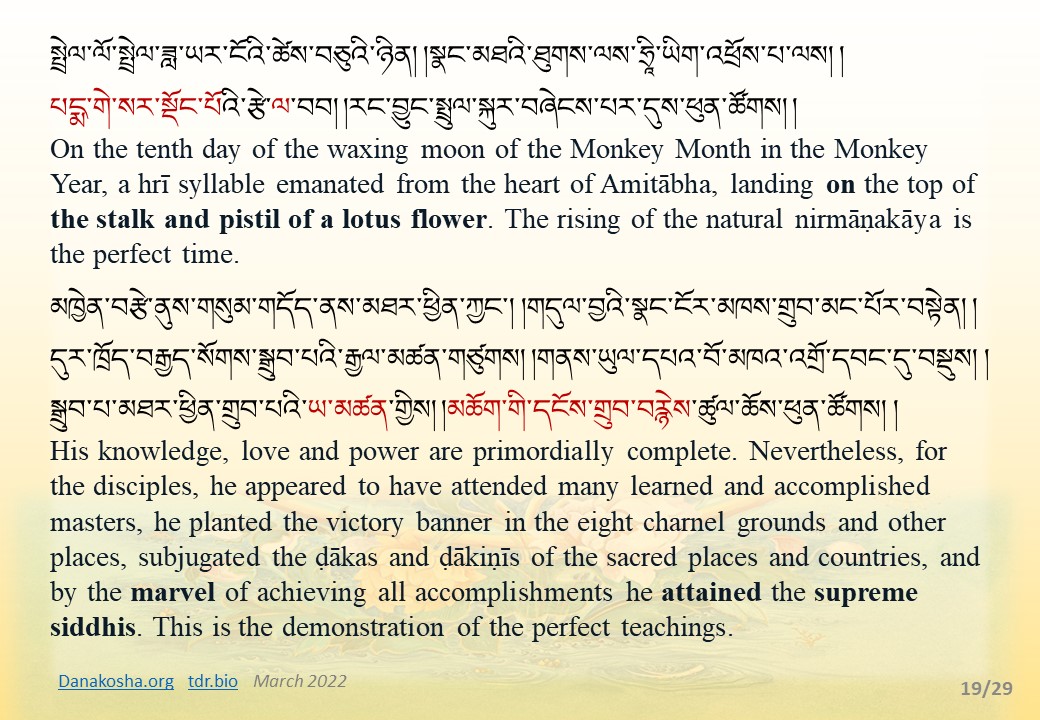 སྤྲེལ་ལོ་སྤྲེལ་ཟླ་ཡར་ངོའི་ཚེས་བཅུའི་ཉིན། །སྣང་མཐའི་ཐུགས་ལས་ཧྲཱི་ཡིག་འཕྲོས་པ་ལས། །
པདྨ་གེ་སར་སྡོང་པོའི་རྩེ་ལ་བབ། །རང་བྱུང་སྤྲུལ་སྐུར་བཞེངས་པར་དུས་ཕུན་ཚོགས། །
On the tenth day of the waxing moon of the Monkey Month in the Monkey
Year, a hrī syllable emanated from the heart of Amitābha, landing on the top of
the stalk and pistil of a lotus flower. The rising of the natural nirmāṇakāya is
the perfect time.
མཁྱེན་བརྩེ་ནུས་གསུམ་གདོད་ནས་མཐར་ཕྱིན་ཀྱང་། །གདུལ་བྱའི་སྣང་ངོར་མཁས་གྲུབ་མང་པོར་བསྟེན། །
དུར་ཁྲོད་བརྒྱད་སོགས་སྒྲུབ་པའི་རྒྱལ་མཚན་གཙུགས། །གནས་ཡུལ་དཔའ་བོ་མཁའ་འགྲོ་དབང་དུ་བསྡུས། །
སྒྲུབ་པ་མཐར་ཕྱིན་གྲུབ་པའི་ཡ་མཚན་གྱིས། །མཆོག་གི་དངོས་གྲུབ་བརྙེས་ཚུལ་ཆོས་ཕུན་ཚོགས། །
His knowledge, love and power are primordially complete. Nevertheless, for
the disciples, he appeared to have attended many learned and accomplished
masters, he planted the victory banner in the eight charnel grounds and other
places, subjugated the ḍākas and ḍākiṇīs of the sacred places and countries, and
by the marvel of achieving all accomplishments he attained the supreme
siddhis. This is the demonstration of the perfect teachings.
Danakosha.org tdr.bio March 2022
19/29